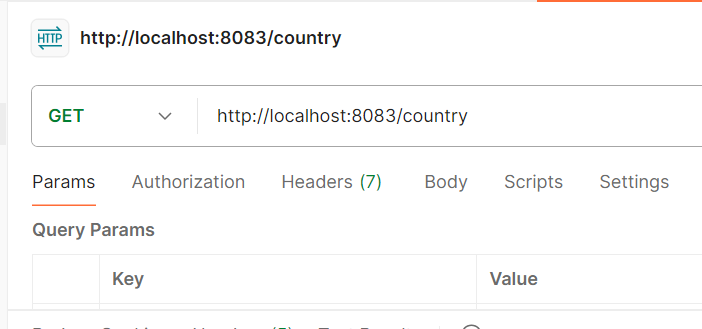 HTTP http://localhost:8083/country
GET http://localhost:8083/country
Params Authorization Headers (7) Body Scripts Settings
Query Params
Key Value